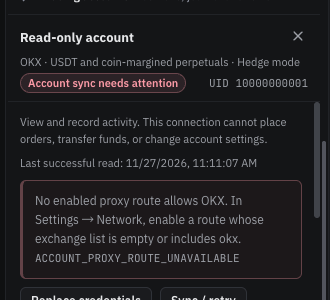 Read-only account
OKX · USDT and coin-margined perpetuals · Hedge mode
Account sync needs attention UID 10000000001
View and record activity. This connection cannot place
orders, transfer funds, or change account settings.
Last successful read: 11/27/2026, 11:11:07 AM
No enabled proxy route allows OKX. In
Settings → Network, enable a route whose
exchange list is empty or includes okx.
ACCOUNT_PROXY_ROUTE_UNAVAILABLE
Replace credentials Sync / retry